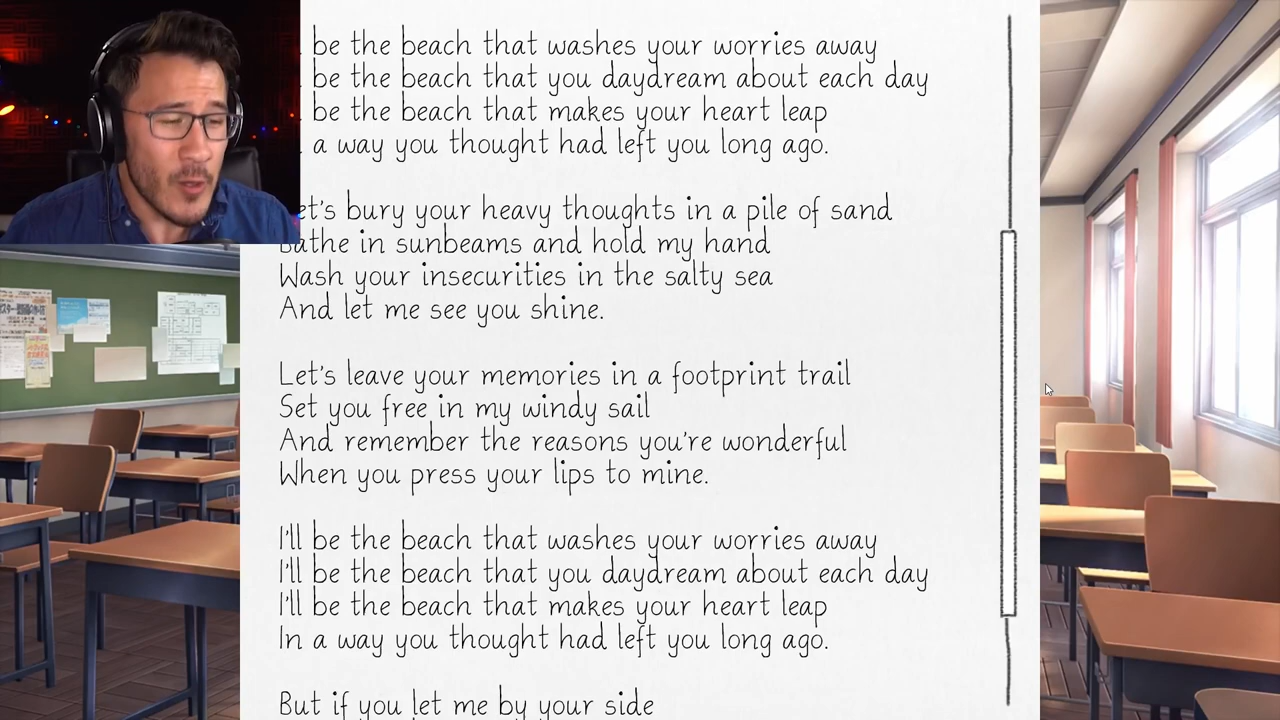 be the beach that washes your worries away
be the beach that you daydream about each day
be the beach that makes your heart leap
a way you thought had left you long ago.
Let's bury your heavy thoughts in a pile of sand
Bathe in sunbeams and hold my hand
Wash your insecurities in the salty sea
And let me see you shine.
Let's leave your memories in a footprint trail
Set you free in my windy sail
And remember the reasons you're wonderful
When you press your lips to mine.
I'll be the beach that washes your worries away
I'll be the beach that you daydream about each day
I'll be the beach that makes your heart leap
In a way you thought had left you long ago.
But if you let me by your side